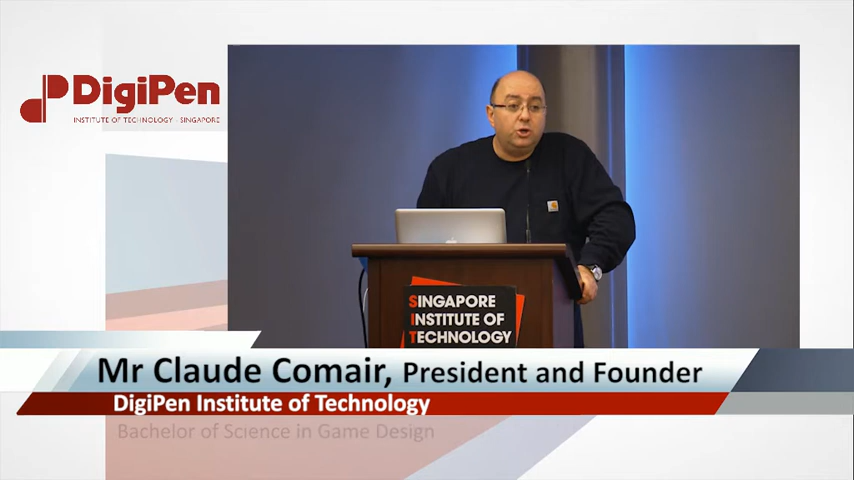 DigiPen
INSTITUTE OF TECHNOLOGY - SINGAPORE
SINGAPORE
INSTITUTE OF
TECHNOLOGY
Mr Claude Comair, President and Founder
DigiPen Institute of Technology
Bachelor of Science in Game Design